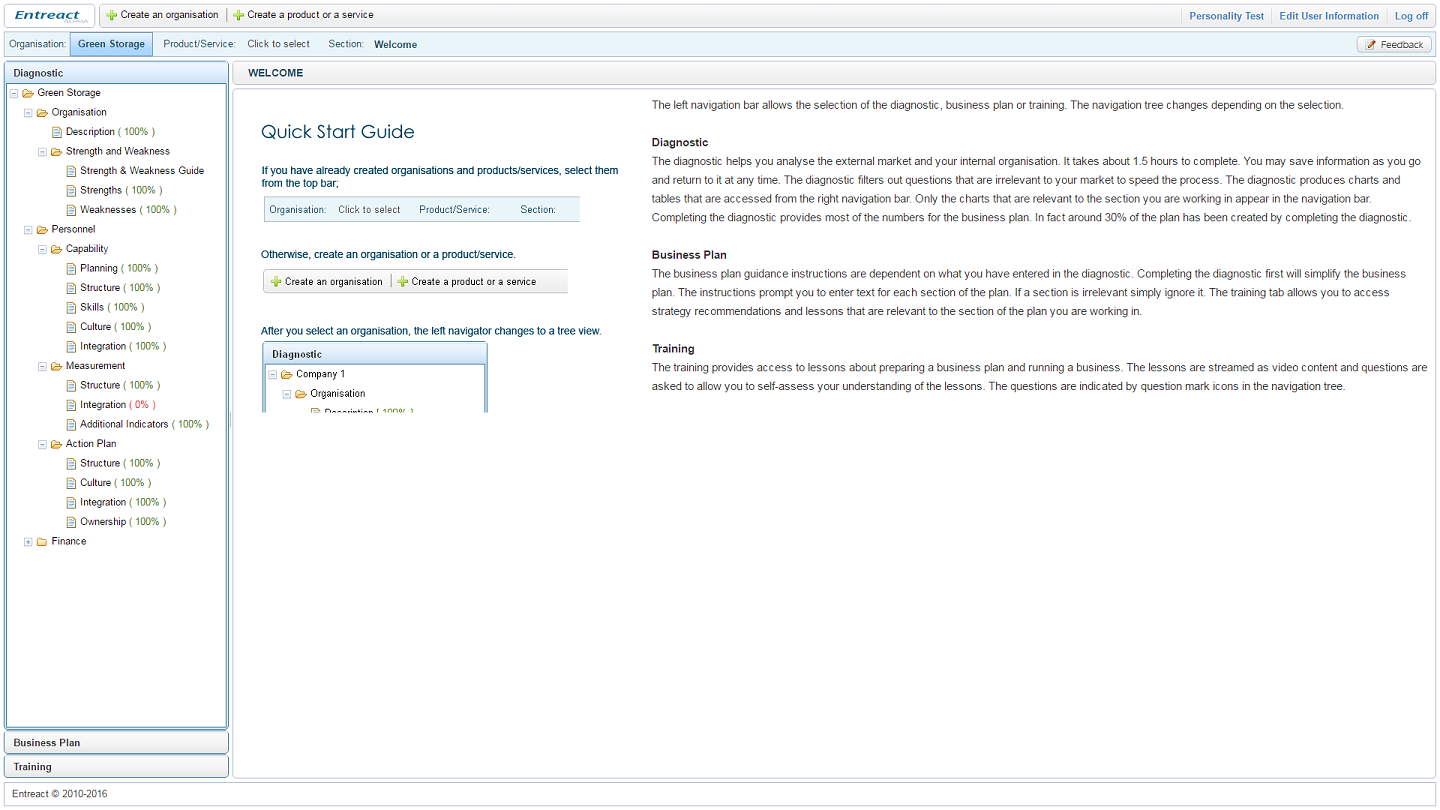 Entreact
ALPHA
Create an organisation
Create a product or a service
Personality Test
Edit User Information
Log off
Organisation:
Green Storage
Product/Service:
Click to select
Section:
Welcome
Feedback
Diagnostic
Green Storage
Organisation
Description ( 100% )
Strength and Weakness
Strength & Weakness Guide
Strengths ( 100% )
Weaknesses ( 100% )
Personnel
Capability
Planning ( 100% )
Structure ( 100% )
Skills ( 100% )
Culture ( 100% )
Integration ( 100% )
Measurement
Structure ( 100% )
Integration ( 0% )
Additional Indicators ( 100% )
Action Plan
Structure ( 100% )
Culture ( 100% )
Integration ( 100% )
Ownership ( 100% )
Finance
Business Plan
Training
WELCOME
Quick Start Guide
If you have already created organisations and products/services, select them
from the top bar;
Organisation: Click to select Product/Service: Section:
Otherwise, create an organisation or a product/service.
Create an organisation Create a product or a service
After you select an organisation, the left navigator changes to a tree view.
Diagnostic
Company 1
Organisation
Description ( 100% )
The left navigation bar allows the selection of the diagnostic, business plan or training. The navigation tree changes depending on the selection.
Diagnostic
The diagnostic helps you analyse the external market and your internal organisation. It takes about 1.5 hours to complete. You may save information as you go
and return to it at any time. The diagnostic filters out questions that are irrelevant to your market to speed the process. The diagnostic produces charts and
tables that are accessed from the right navigation bar. Only the charts that are relevant to the section you are working in appear in the navigation bar.
Completing the diagnostic provides most of the numbers for the business plan. In fact around 30% of the plan has been created by completing the diagnostic.
Business Plan
The business plan guidance instructions are dependent on what you have entered in the diagnostic. Completing the diagnostic first will simplify the business
plan. The instructions prompt you to enter text for each section of the plan. If a section is irrelevant simply ignore it. The training tab allows you to access
strategy recommendations and lessons that are relevant to the section of the plan you are working in.
Training
The training provides access to lessons about preparing a business plan and running a business. The lessons are streamed as video content and questions are
asked to allow you to self-assess your understanding of the lessons. The questions are indicated by question mark icons in the navigation tree.
Entreact © 2010-2016